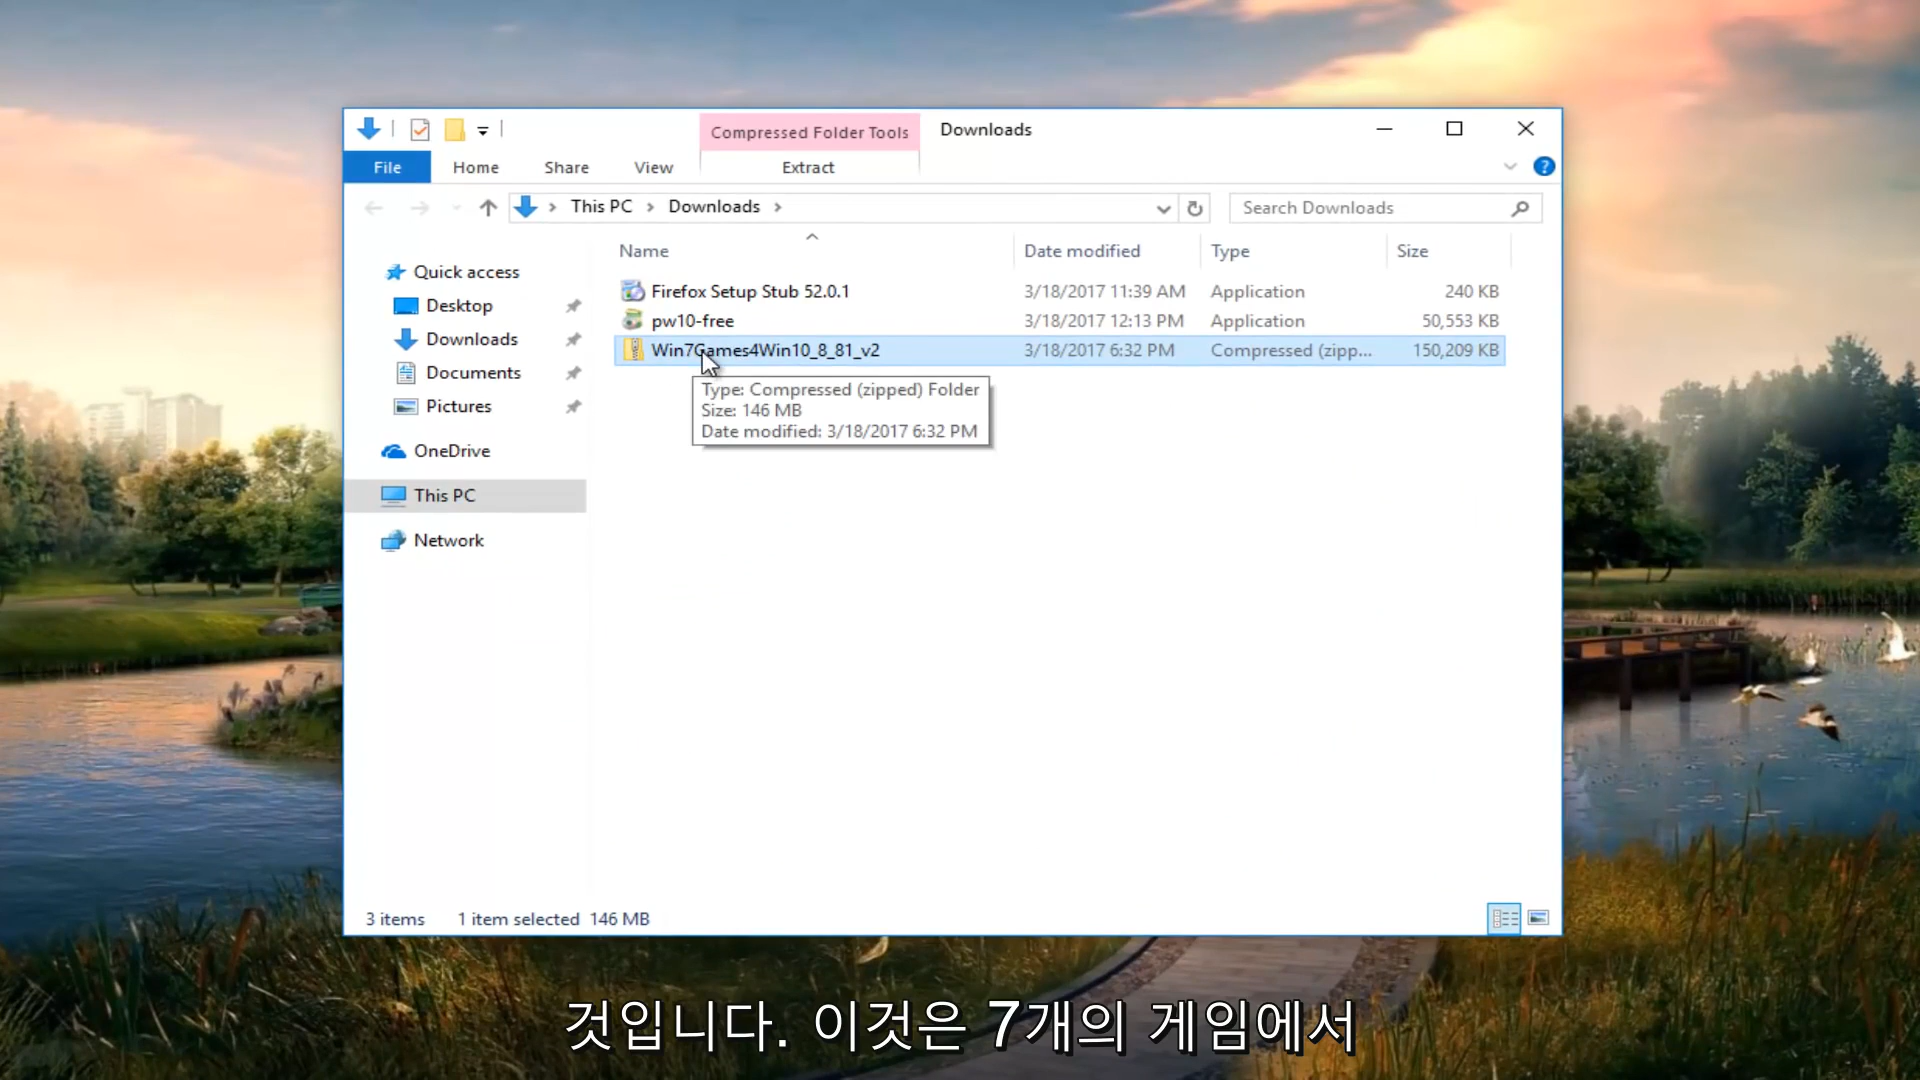 Compressed Folder Tools
Downloads
File
Home
Share
View
Extract
This PC
Downloads
Search Downloads
Name
Date modified
Type
Size
Quick access
Desktop
Downloads
Documents
Pictures
OneDrive
This PC
Network
Firefox Setup Stub 52.0.1 3/18/2017 11:39 AM Application 240 KB
pw10-free 3/18/2017 12:13 PM Application 50,553 KB
Win7Games4Win10_8_81_v2 3/18/2017 6:32 PM Compressed (zipp... 150,209 KB
Type: Compressed (zipped) Folder
Size: 146 MB
Date modified: 3/18/2017 6:32 PM
3 items 1 item selected 146 MB
것입니다. 이것은 7개의 게임에서